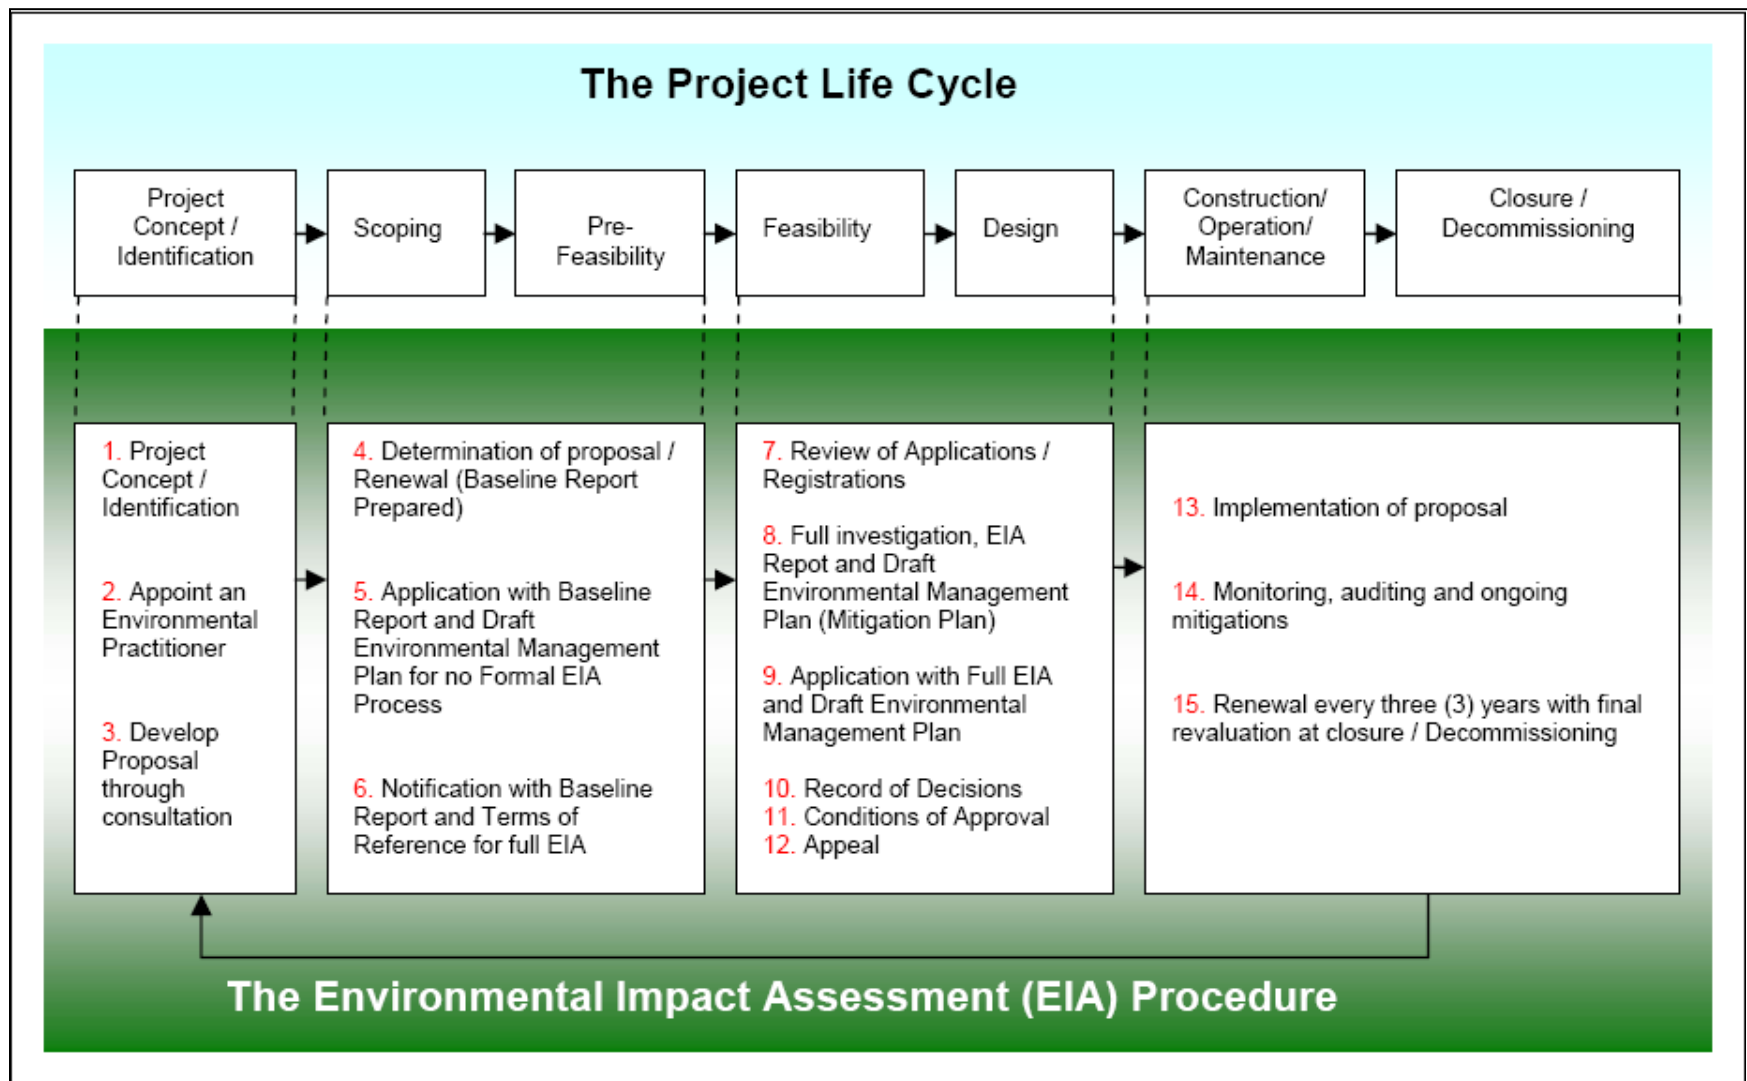 The Project Life Cycle
Project
Concept /
Identification
Scoping
Pre-
Feasibility
Feasibility
Design
Construction/
Operation/
Maintenance
Closure /
Decommissioning
1. Project
Concept /
Identification
2. Appoint an
Environmental
Practitioner
3. Develop
Proposal
through
consultation
4. Determination of proposal /
Renewal (Baseline Report
Prepared)
5. Application with Baseline
Report and Draft
Environmental Management
Plan for no Formal EIA
Process
6. Notification with Baseline
Report and Terms of
Reference for full EIA
7. Review of Applications /
Registrations
8. Full investigation, EIA
Repot and Draft
Environmental Management
Plan (Mitigation Plan)
9. Application with Full EIA
and Draft Environmental
Management Plan
10. Record of Decisions
11. Conditions of Approval
12. Appeal
13. Implementation of proposal
14. Monitoring, auditing and ongoing
mitigations
15. Renewal every three (3) years with final
revaluation at closure / Decommissioning
The Environmental Impact Assessment (EIA) Procedure